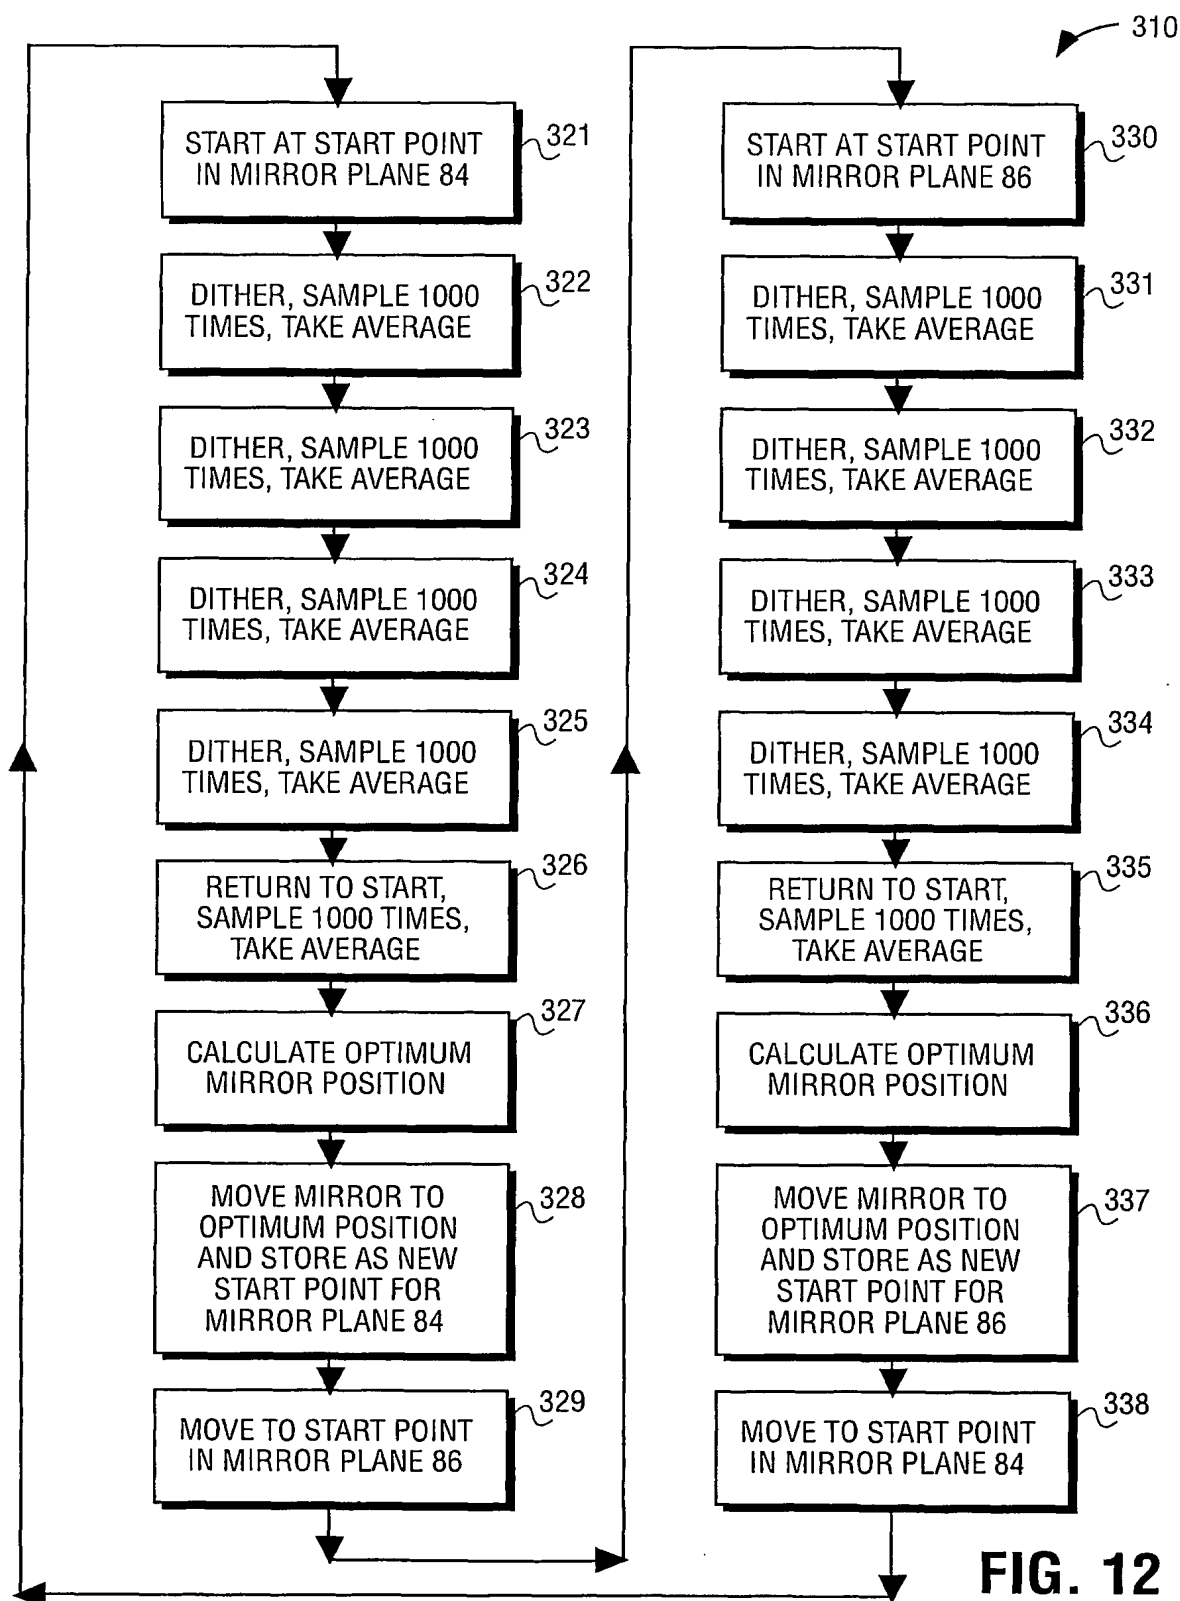 310
START AT START POINT
IN MIRROR PLANE 84
321
DITHER, SAMPLE 1000
TIMES, TAKE AVERAGE
322
DITHER, SAMPLE 1000
TIMES, TAKE AVERAGE
323
DITHER, SAMPLE 1000
TIMES, TAKE AVERAGE
324
DITHER, SAMPLE 1000
TIMES, TAKE AVERAGE
325
RETURN TO START,
SAMPLE 1000 TIMES,
TAKE AVERAGE
326
CALCULATE OPTIMUM
MIRROR POSITION
327
MOVE MIRROR TO
OPTIMUM POSITION
AND STORE AS NEW
START POINT FOR
MIRROR PLANE 84
328
MOVE TO START POINT
IN MIRROR PLANE 86
329
START AT START POINT
IN MIRROR PLANE 86
330
DITHER, SAMPLE 1000
TIMES, TAKE AVERAGE
331
DITHER, SAMPLE 1000
TIMES, TAKE AVERAGE
332
DITHER, SAMPLE 1000
TIMES, TAKE AVERAGE
333
DITHER, SAMPLE 1000
TIMES, TAKE AVERAGE
334
RETURN TO START,
SAMPLE 1000 TIMES,
TAKE AVERAGE
335
CALCULATE OPTIMUM
MIRROR POSITION
336
MOVE MIRROR TO
OPTIMUM POSITION
AND STORE AS NEW
START POINT FOR
MIRROR PLANE 86
337
MOVE TO START POINT
IN MIRROR PLANE 84
338
FIG. 12